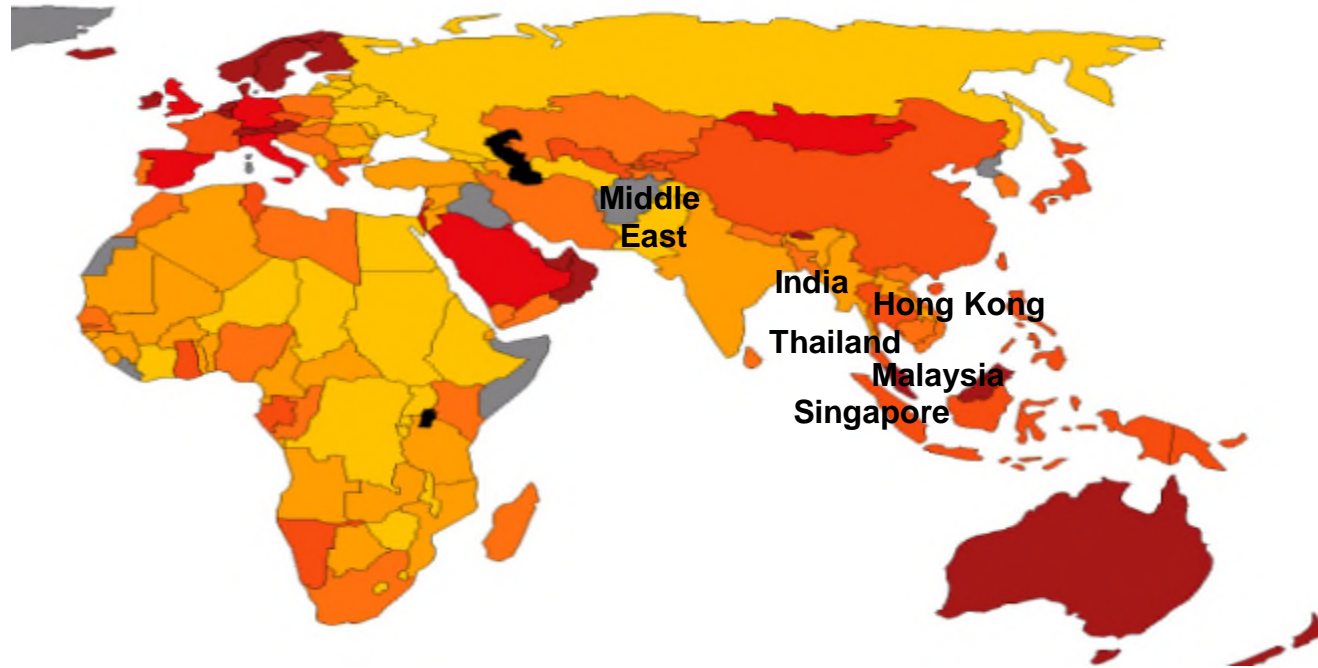 Middle
East
India
Hong Kong
Thailand
Malaysia
Singapore